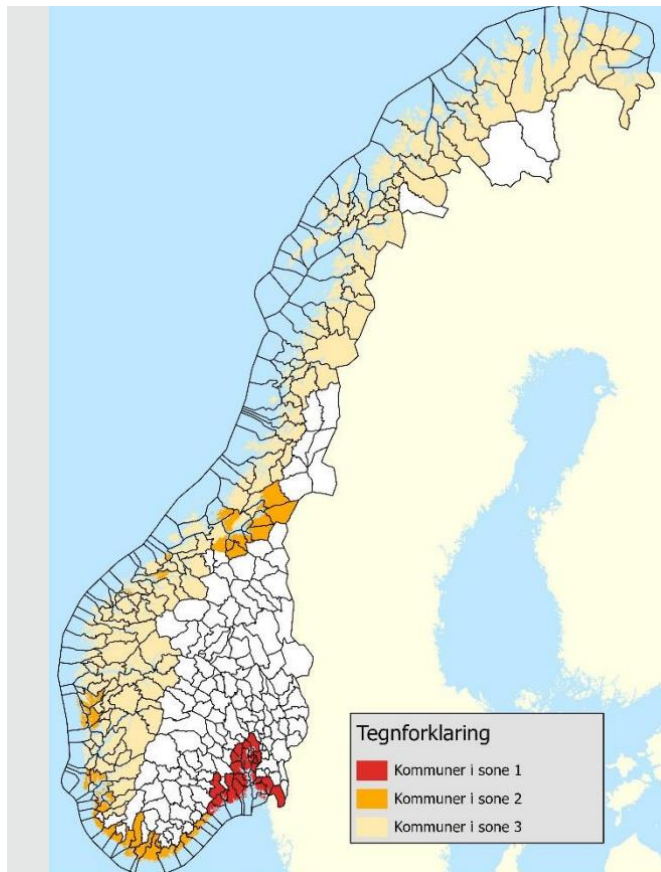 Tegnforklaring
Kommuner i sone 1
Kommuner i sone 2
Kommuner i sone 3